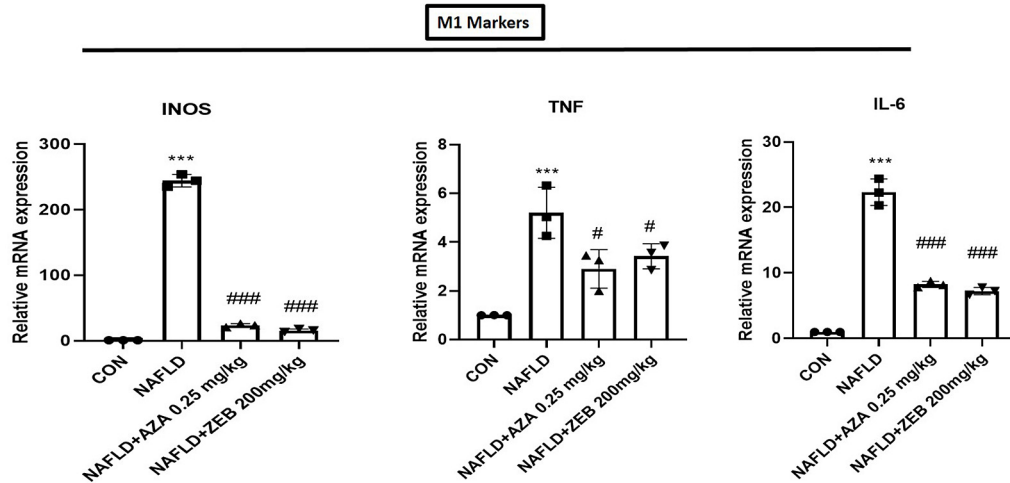 M1 Markers
INOS
Relative mRNA expression
300
200
100
0
***
###
###
CON
NAFLD
NAFLD+AZA 0.25 mg/kg
NAFLD+ZEB 200mg/kg
TNF
Relative mRNA expression
8
6
4
2
0
***
#
#
CON
NAFLD
NAFLD+AZA 0.25 mg/kg
NAFLD+ZEB 200mg/kg
IL-6
Relative mRNA expression
30
20
10
0
***
###
###
CON
NAFLD
NAFLD+AZA 0.25 mg/kg
NAFLD+ZEB 200mg/kg